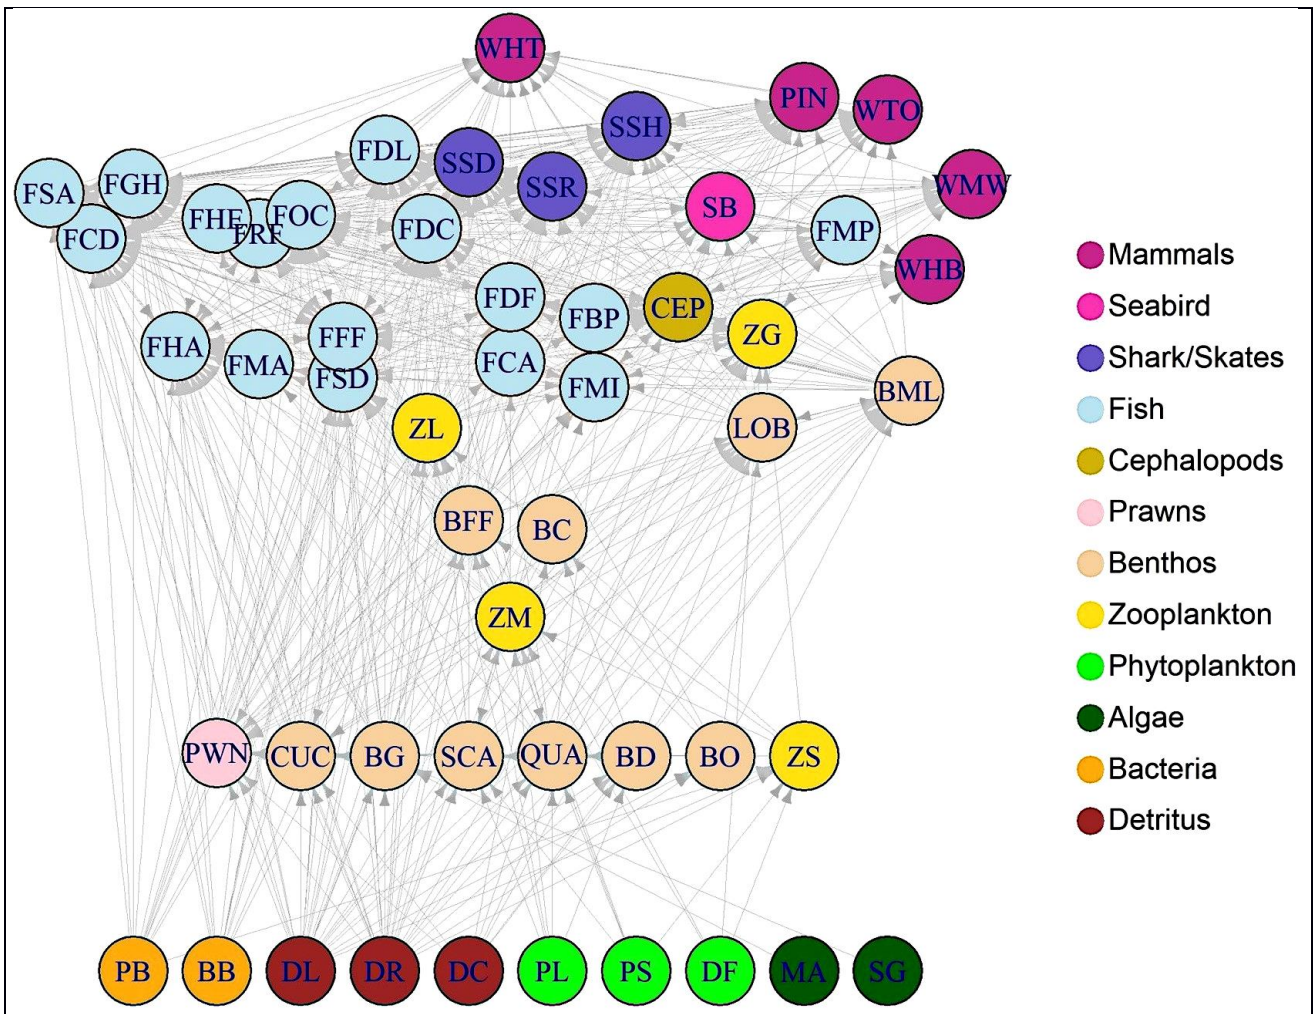 WHT
PIN
WTO
SSH
FDL
SSD
SSR
WMW
FSA
FGH
SB
FHE
FOC
FRF
FCD
FDC
FMP
WHB
FDF
FBP
CEP
ZG
FHA
FMA
FFF
FSD
FCA
FMI
BML
ZL
LOB
BFF
BC
ZM
PWN
CUC
BG
SCA
QUA
BD
BO
ZS
PB
BB
DL
DR
DC
PL
PS
DF
MA
SG
Mammals
Seabird
Shark/Skates
Fish
Cephalopods
Prawns
Benthos
Zooplankton
Phytoplankton
Algae
Bacteria
Detritus